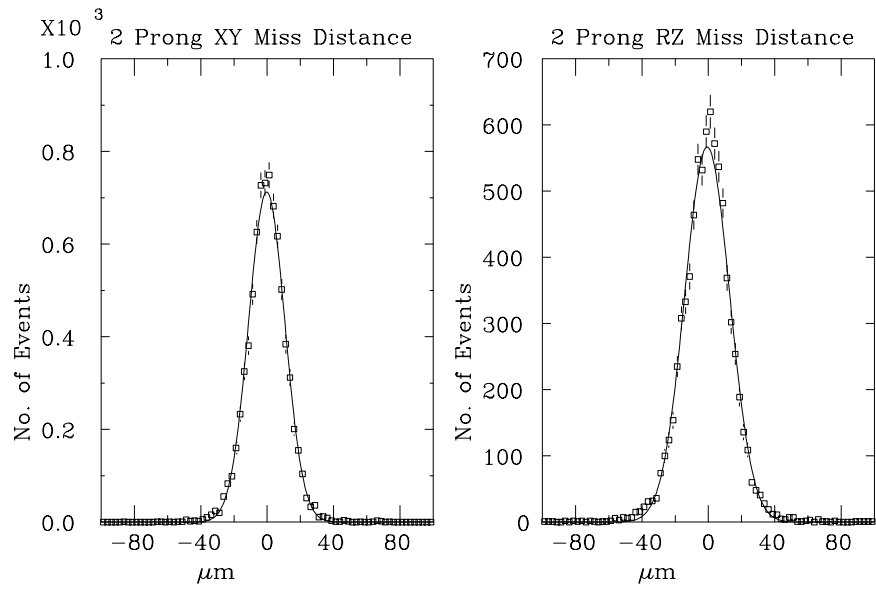 X10 3
2 Prong XY Miss Distance
1.0
0.8
0.6
0.4
0.2
0.0
No. of Events
−80 −40 0 40 80
μm
2 Prong RZ Miss Distance
700
600
500
400
300
200
100
0
No. of Events
−80 −40 0 40 80
μm